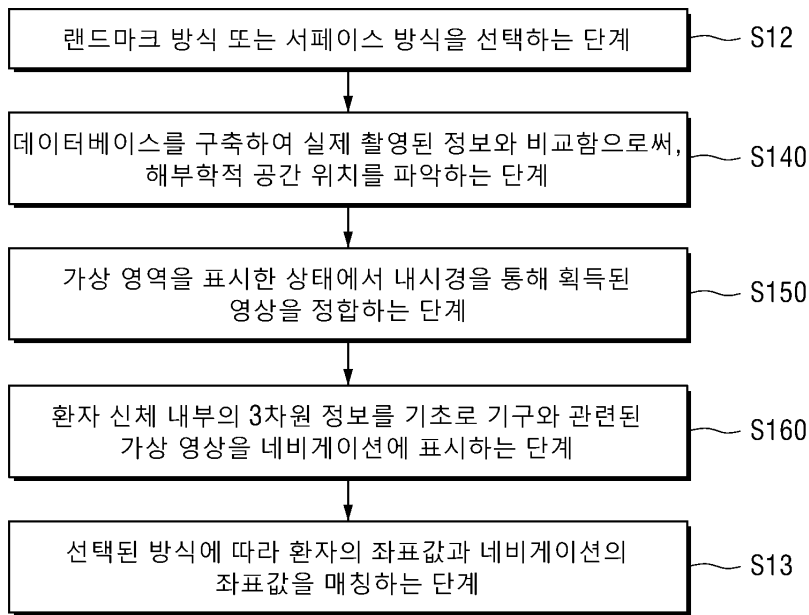 랜드마크 방식 또는 서페이스 방식을 선택하는 단계
S12
데이터베이스를 구축하여 실제 촬영된 정보와 비교함으로써,
해부학적 공간 위치를 파악하는 단계
S140
가상 영역을 표시한 상태에서 내시경을 통해 획득된
영상을 정합하는 단계
S150
환자 신체 내부의 3차원 정보를 기초로 기구와 관련된
가상 영상을 네비게이션에 표시하는 단계
S160
선택된 방식에 따라 환자의 좌표값과 네비게이션의
좌표값을 매칭하는 단계
S13